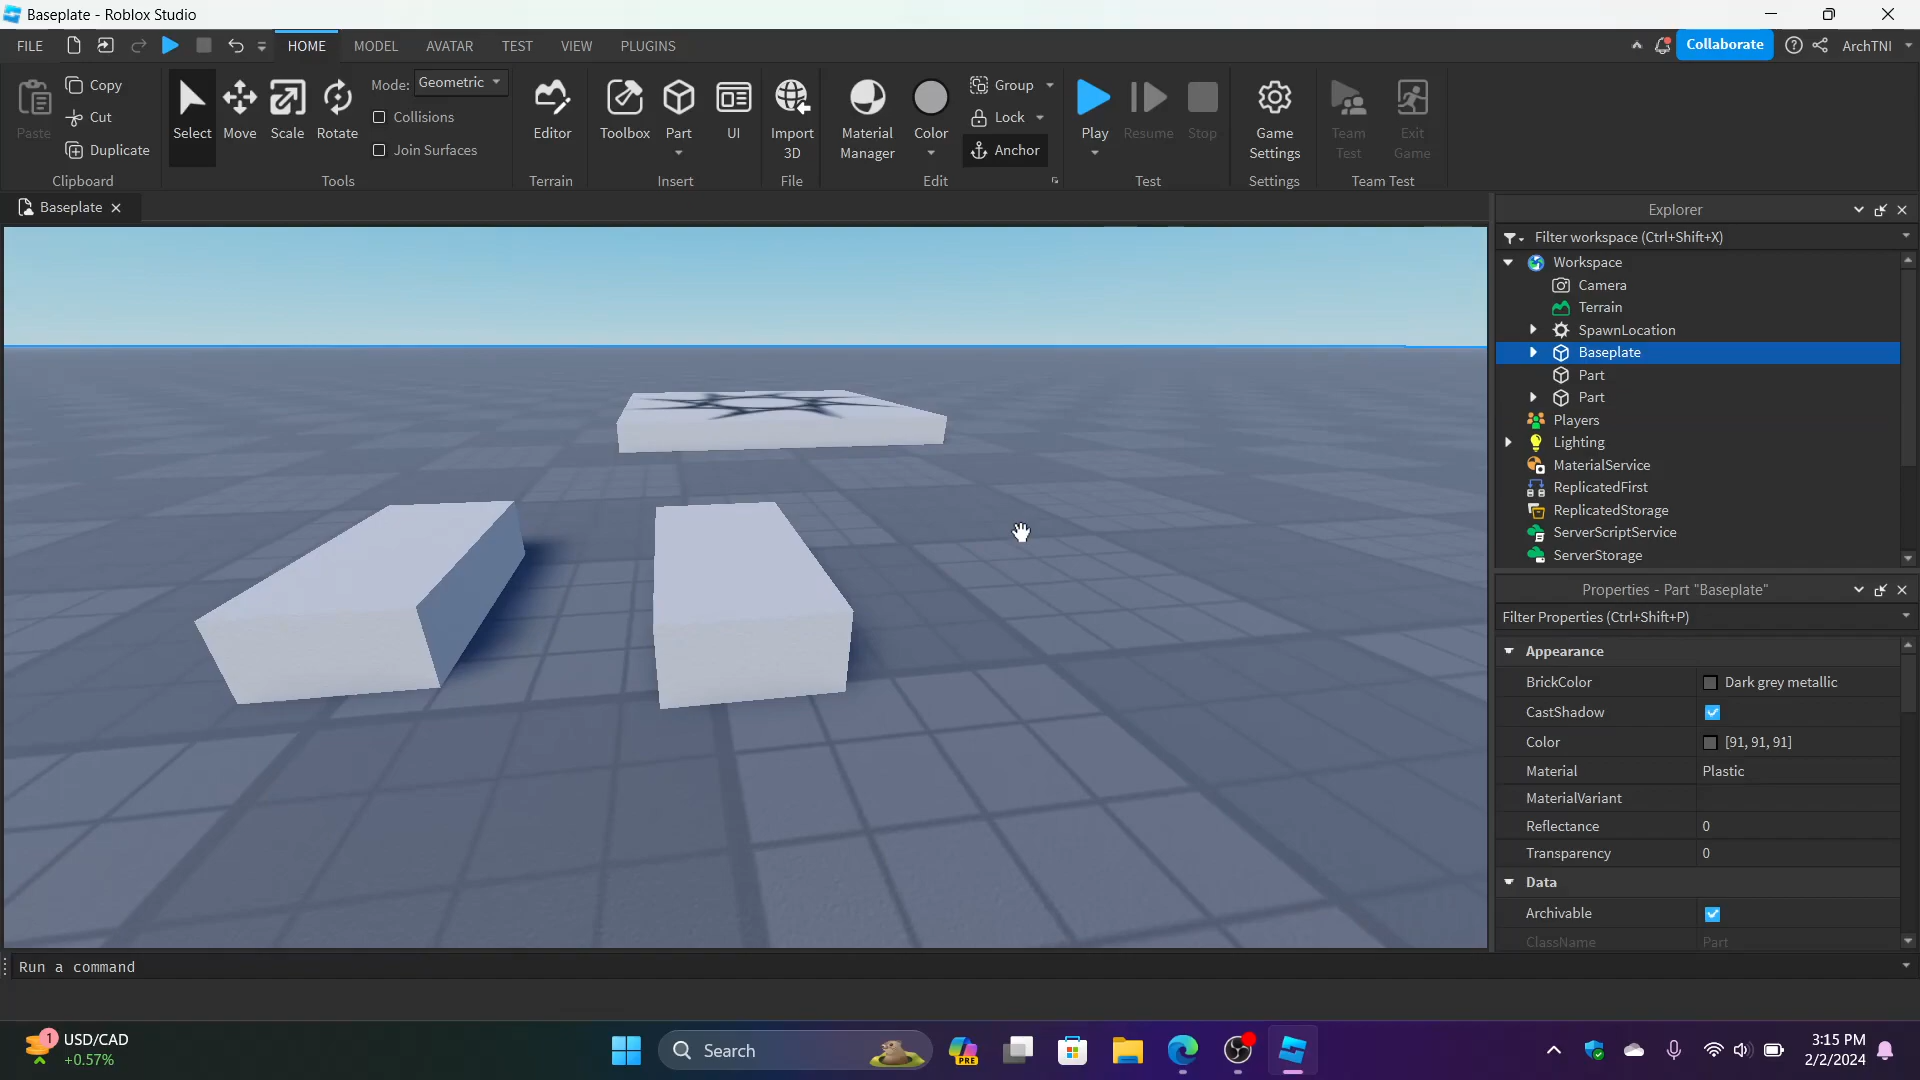 Baseplate - Roblox Studio
FILE HOME MODEL AVATAR TEST VIEW PLUGINS Collaborate ArchTNI
Paste Copy Cut Duplicate
Clipboard
Select Move Scale Rotate
Mode: Geometric
Collisions
Join Surfaces
Tools
Editor
Terrain
Toolbox Part UI
Insert
Import 3D
File
Material Manager Color
Group
Lock
Anchor
Edit
Play Resume Stop
Test
Game Settings
Settings
Team Test Exit Game
Team Test
Baseplate
Explorer
Filter workspace (Ctrl+Shift+X)
Workspace
Camera
Terrain
SpawnLocation
Baseplate
Part
Part
Players
Lighting
MaterialService
ReplicatedFirst
ReplicatedStorage
ServerScriptService
ServerStorage
Properties - Part "Baseplate"
Filter Properties (Ctrl+Shift+P)
Appearance
BrickColor Dark grey metallic
CastShadow
Color [91, 91, 91]
Material Plastic
MaterialVariant
Reflectance 0
Transparency 0
Data
Archivable
ClassName Part
Run a command
1 USD/CAD
+0.57%
Search
PRE
3:15 PM
2/2/2024